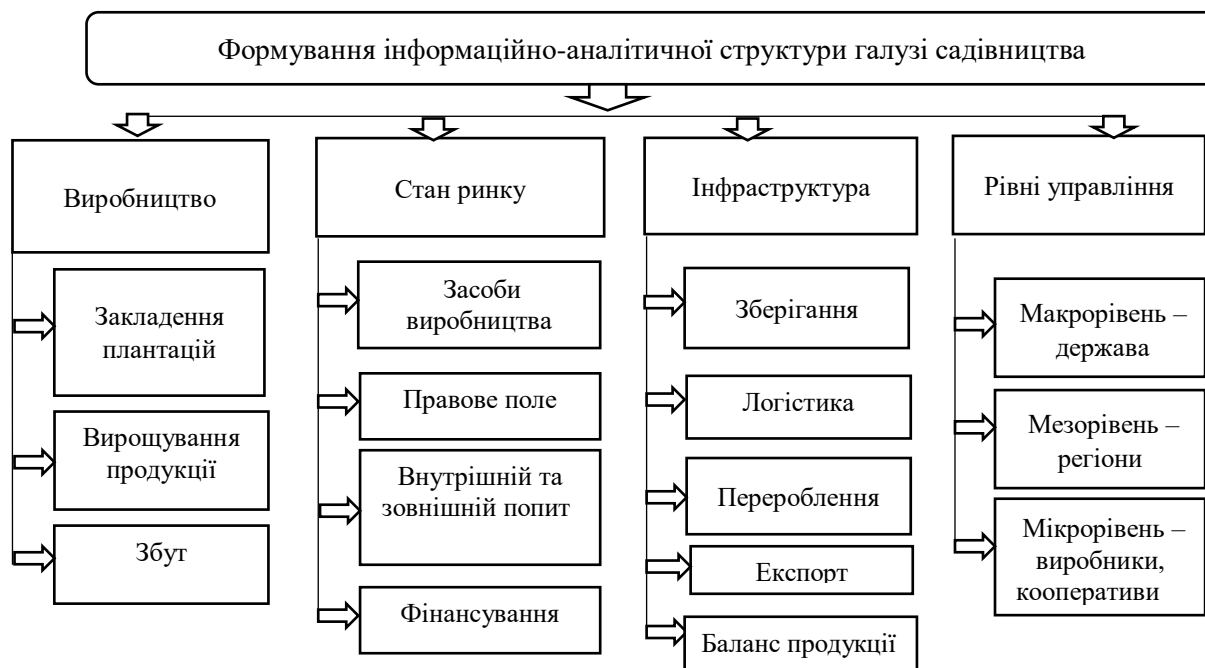 Формування інформаційно-аналітичної структури галузі садівництва
Виробництво
Закладення
плантацій
Вирощування
продукції
Збут
Стан ринку
Засоби
виробництва
Правове поле
Внутрішній та
зовнішній попит
Фінансування
Інфраструктура
Зберігання
Логістика
Перероблення
Експорт
Баланс продукції
Рівні управління
Макрорівень –
держава
Мезорівень –
регіони
Мікрорівень –
виробники,
кооперативи